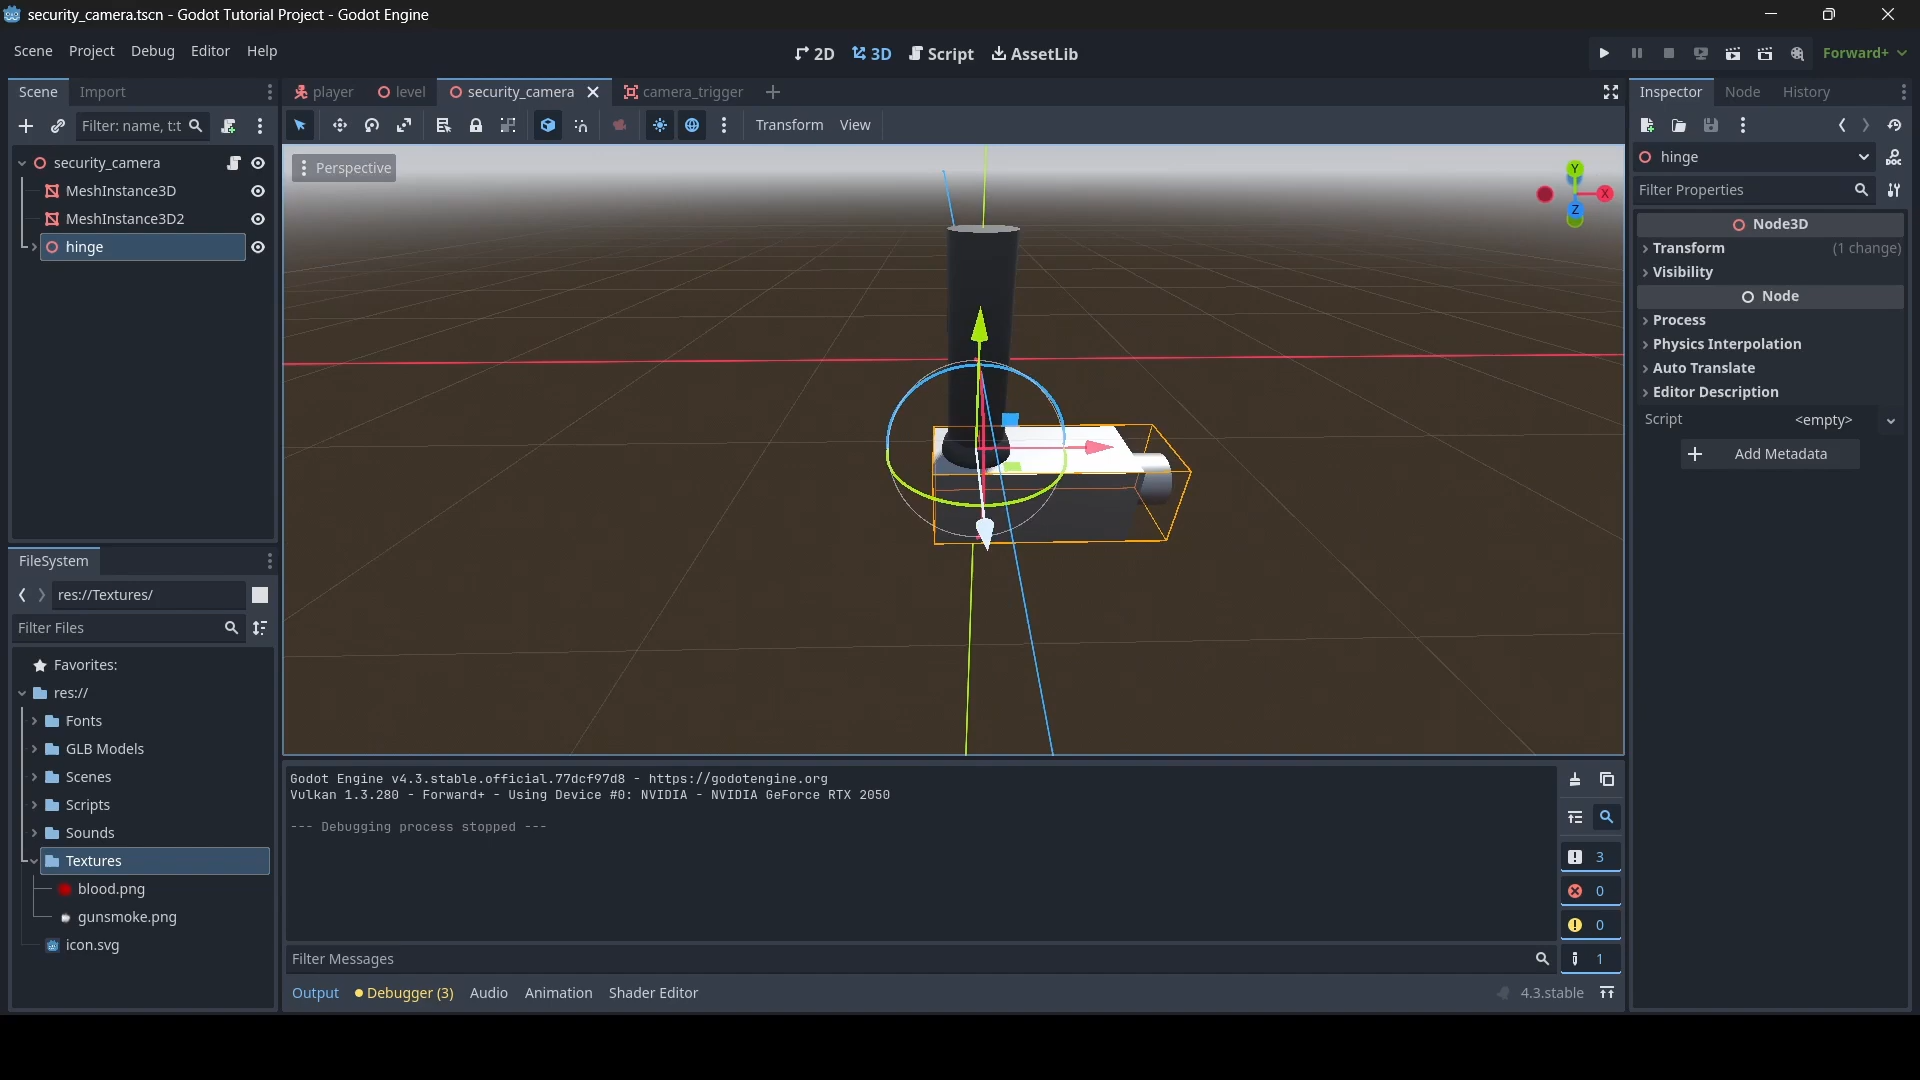 security_camera.tscn - Godot Tutorial Project - Godot Engine
Scene Project Debug Editor Help
2D 3D Script AssetLib
Forward+
Scene Import
player level security_camera camera_trigger
Inspector Node History
Filter: name, t:t
Transform View
security_camera
MeshInstance3D
MeshInstance3D2
hinge
Perspective
Y
X
Z
hinge
Filter Properties
Node3D
Transform (1 change)
Visibility
Node
Process
Physics Interpolation
Auto Translate
Editor Description
Script <empty>
Add Metadata
FileSystem
res://Textures/
Filter Files
Favorites:
res://
Fonts
GLB Models
Scenes
Scripts
Sounds
Textures
blood.png
gunsmoke.png
icon.svg
Godot Engine v4.3.stable.official.77dcf97d8 - https://godotengine.org
Vulkan 1.3.280 - Forward+ - Using Device #0: NVIDIA - NVIDIA GeForce RTX 2050
--- Debugging process stopped ---
3
0
0
1
Filter Messages
Output Debugger (3) Audio Animation Shader Editor
4.3.stable